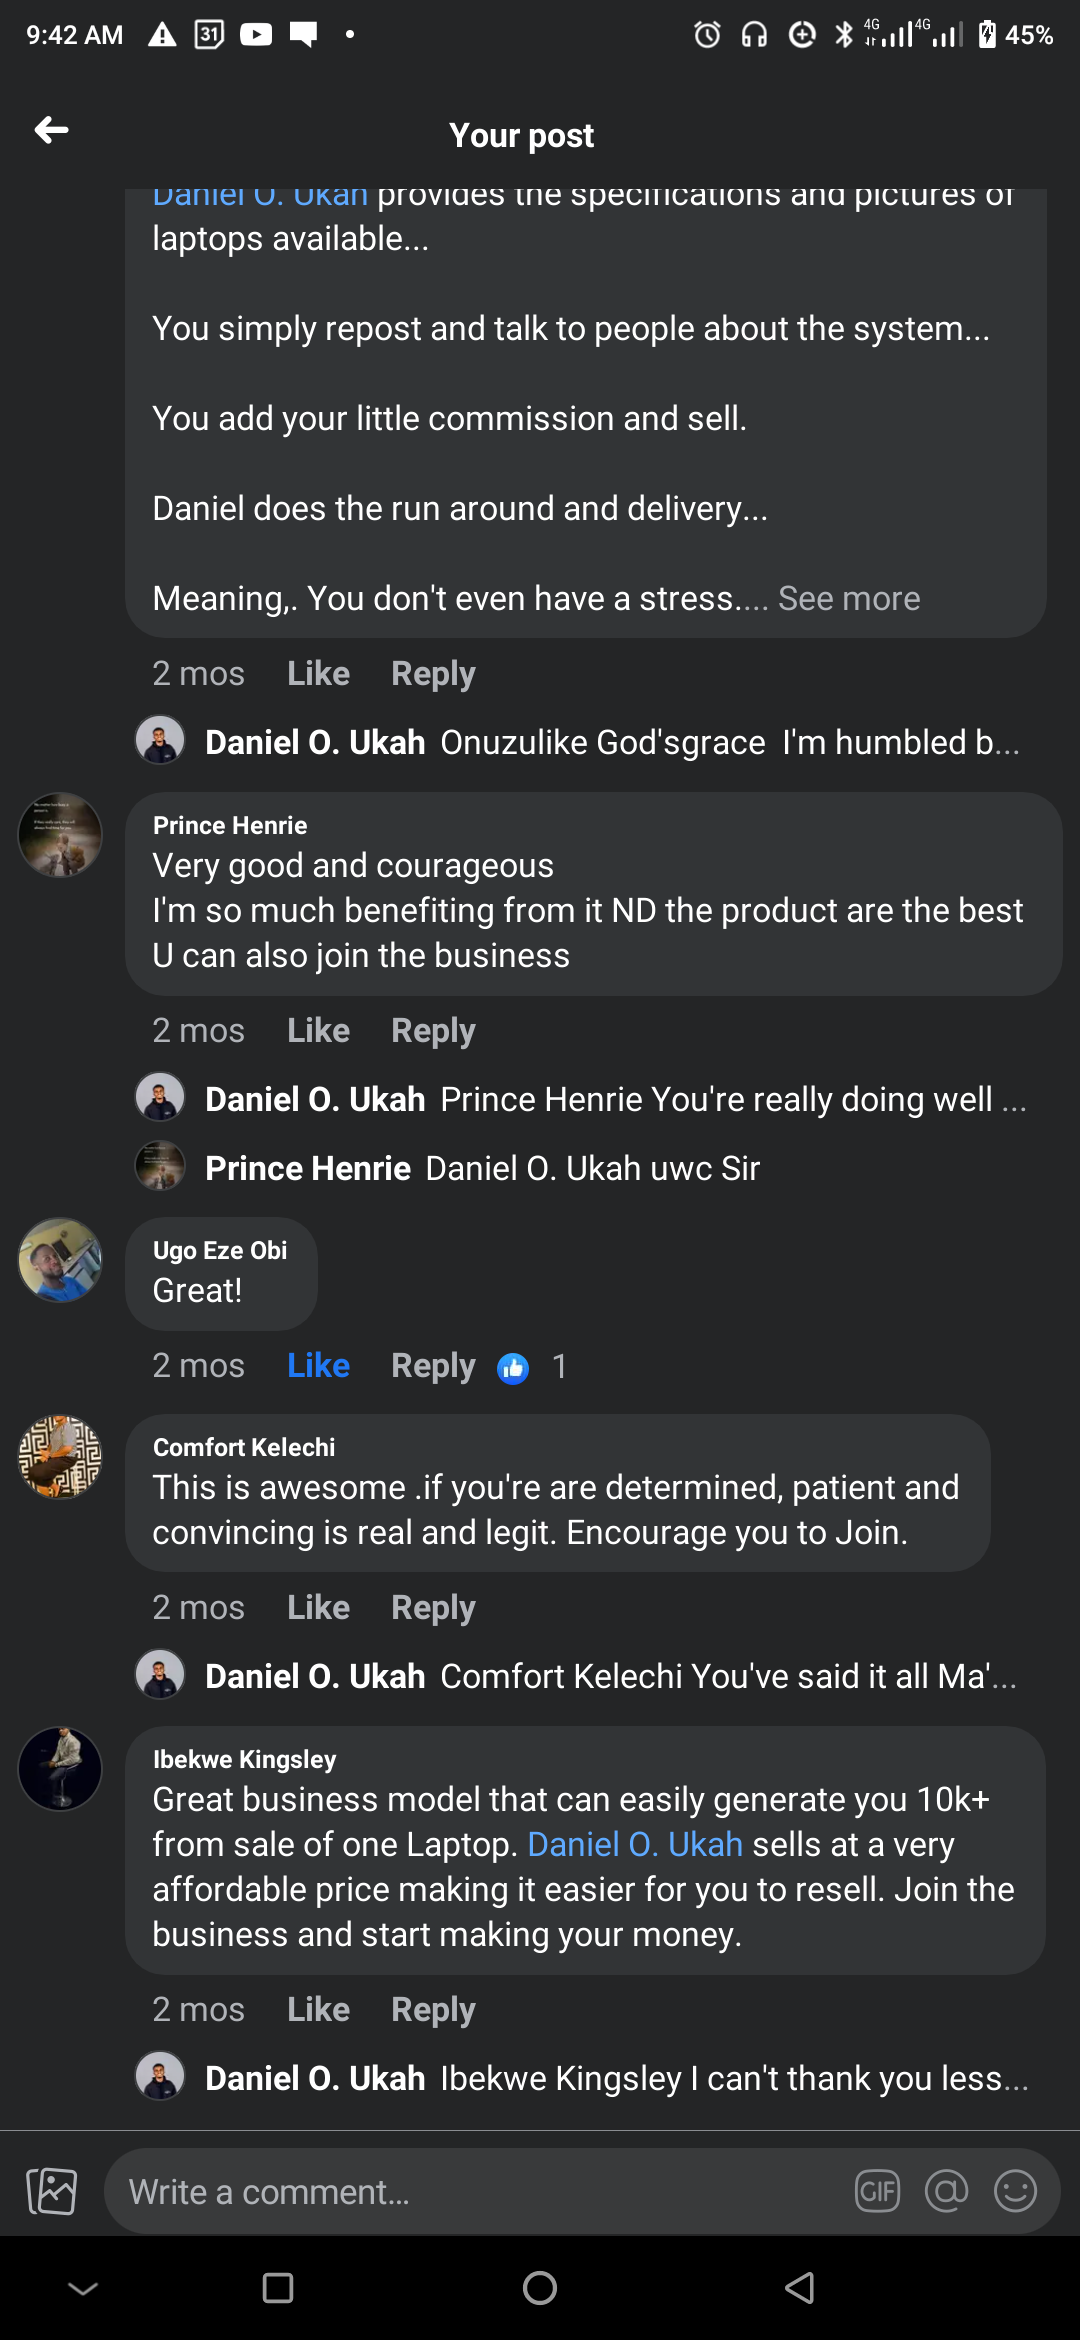 9:42 AM
31
4G
4G
45%
Your post
Daniel O. Ukah provides the specifications and pictures of
laptops available...
You simply repost and talk to people about the system...
You add your little commission and sell.
Daniel does the run around and delivery...
Meaning,. You don't even have a stress.... See more
2 mos Like Reply
Daniel O. Ukah Onuzulike God'sgrace I'm humbled b...
Prince Henrie
Very good and courageous
I'm so much benefiting from it ND the product are the best
U can also join the business
2 mos Like Reply
Daniel O. Ukah Prince Henrie You're really doing well ...
Prince Henrie Daniel O. Ukah uwc Sir
Ugo Eze Obi
Great!
2 mos Like Reply 1
Comfort Kelechi
This is awesome .if you're are determined, patient and
convincing is real and legit. Encourage you to Join.
2 mos Like Reply
Daniel O. Ukah Comfort Kelechi You've said it all Ma'...
Ibekwe Kingsley
Great business model that can easily generate you 10k+
from sale of one Laptop. Daniel O. Ukah sells at a very
affordable price making it easier for you to resell. Join the
business and start making your money.
2 mos Like Reply
Daniel O. Ukah Ibekwe Kingsley I can't thank you less...
Write a comment...
GIF